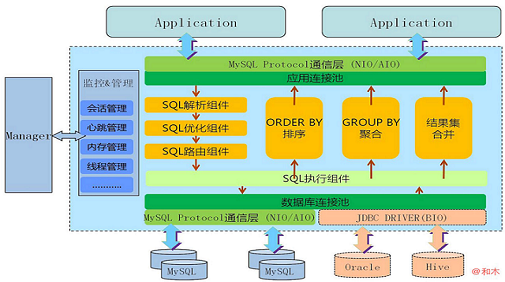 Application
Application
MySQL Protocol通信层 (NIO/AIO)
应用连接池
监控&管理
会话管理
心跳管理
内存管理
线程管理
...........
Manager
SQL解析组件
SQL优化组件
SQL路由组件
ORDER BY
排序
GROUP BY
聚合
结果集
合并
SQL执行组件
数据库连接池
MySQL Protocol通信层 (NIO/AIO)
JDBC DRIVER(BIO)
MySQL
MySQL
Oracle
Hive
@和木